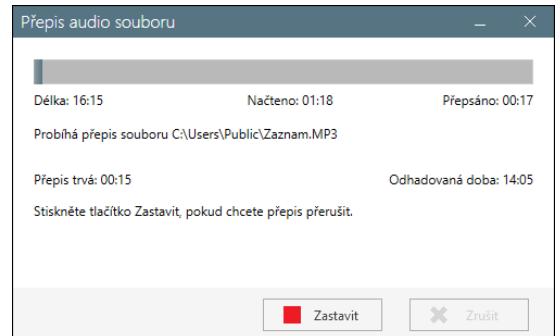 Přepis audio souboru
Délka: 16:15 Načteno: 01:18 Přepsáno: 00:17
Probíhá přepis souboru C:\Users\Public\Zaznam.MP3
Přepis trvá: 00:15 Odhadovaná doba: 14:05
Stiskněte tlačítko Zastavit, pokud chcete přepis přerušit.
Zastavit Zrušit